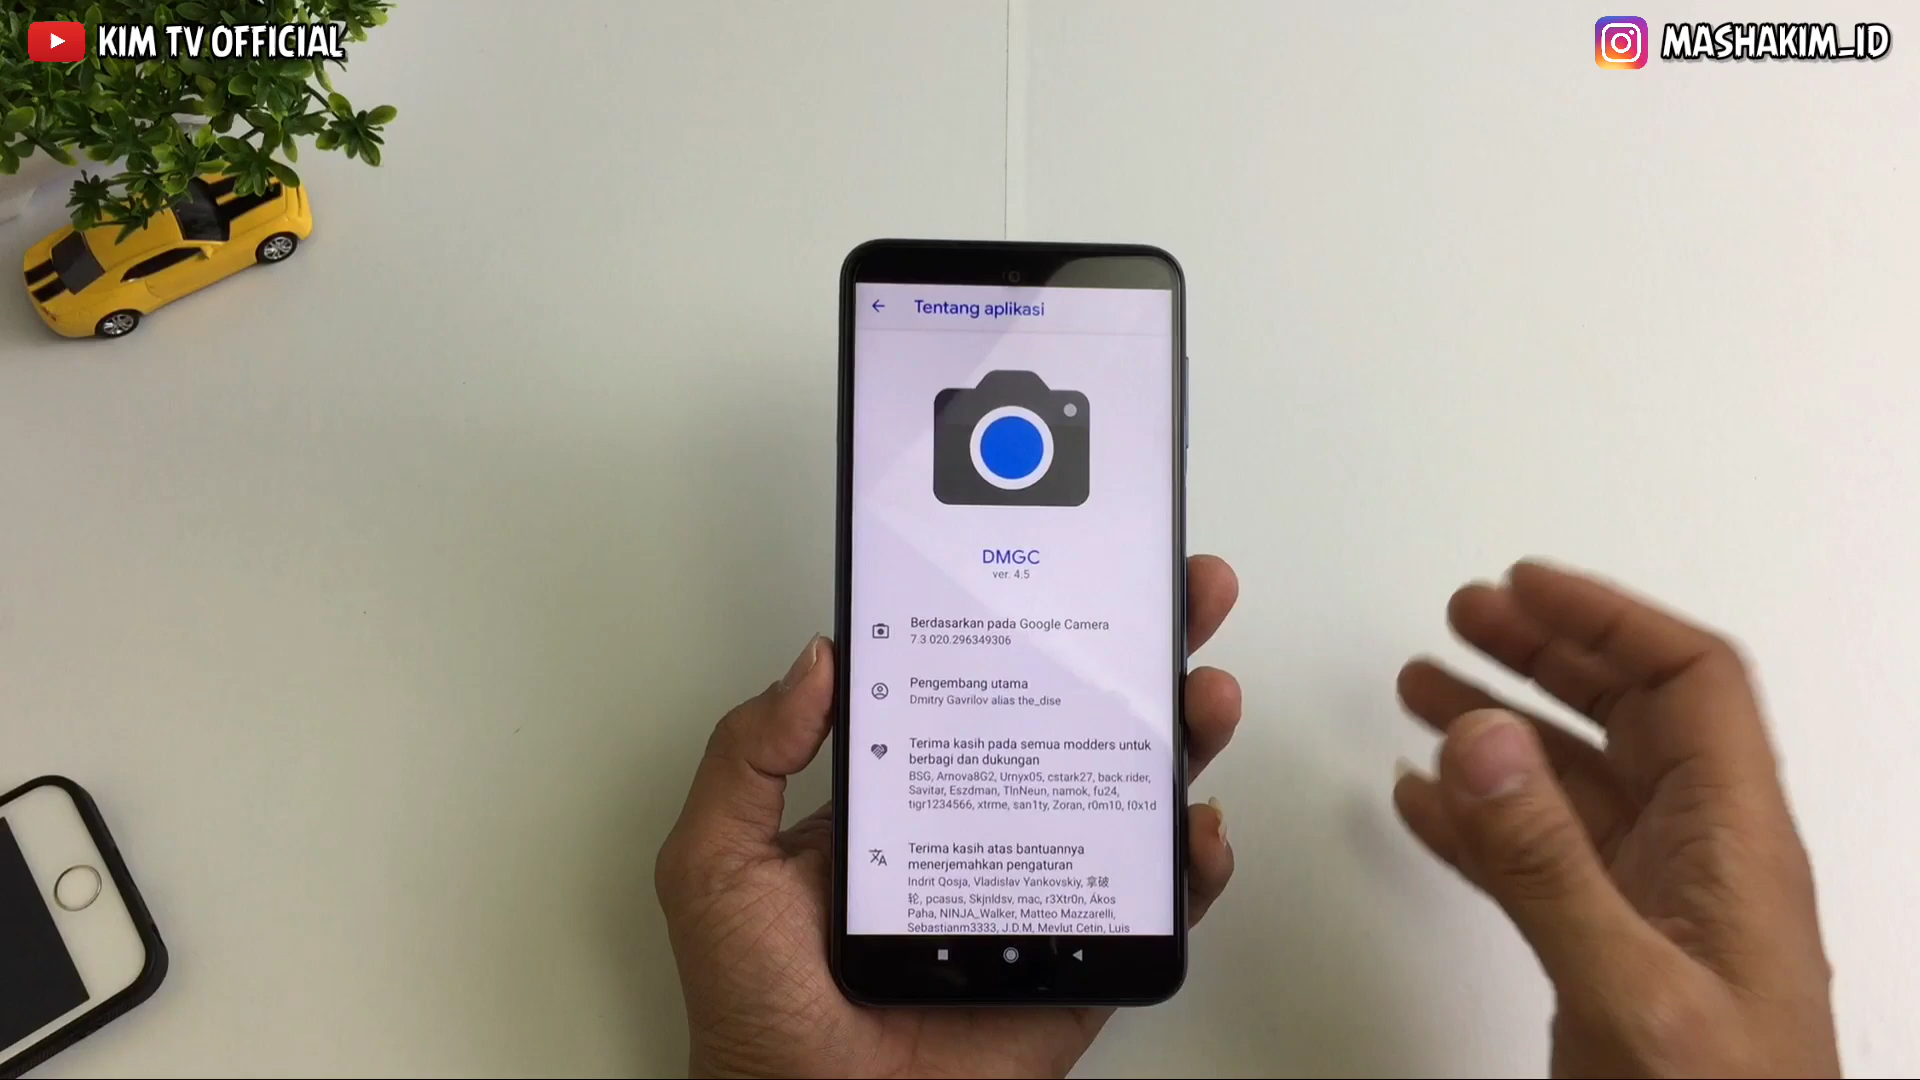 KIM TV OFFICIAL
MASHAKIM_ID
Tentang aplikasi
DMGC
ver. 4.5
Berdasarkan pada Google Camera
7.3 020.296349306
Pengembang utama
Dmitry Gavrilov alias the_dise
Terima kasih pada semua modders untuk
berbagi dan dukungan
BSG, Arnova8G2, Urnyx05, cstark27, back.rider,
Savitar, Eszdman, TlnNeun, namok, fu24,
tigr1234566, xtrme, san1ty, Zoran, r0m10, f0x1d
Terima kasih atas bantuannya
menerjemahkan pengaturan
Indrit Qosja, Vladislav Yankovskiy, 拿破
轮, pcasus, Skjnldsv, mac, r3Xtr0n, Ákos
Paha, NINJA_Walker, Matteo Mazzarelli,
Sebastianm3333, J.D.M, Mevlut Cetin, Luis